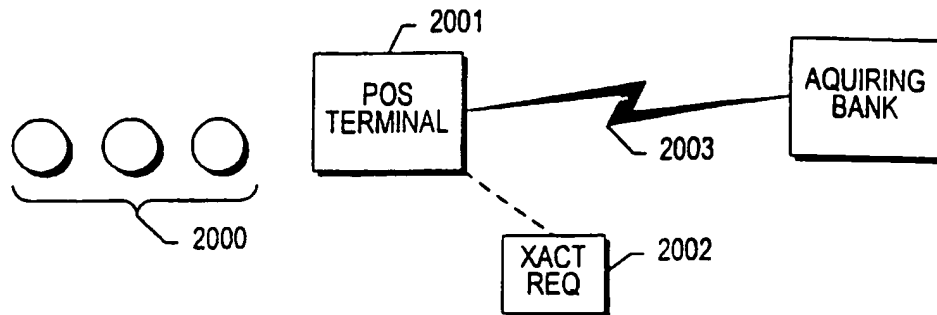 2001
POS
TERMINAL
AQUIRING
BANK
2003
2000
XACT
REQ
2002